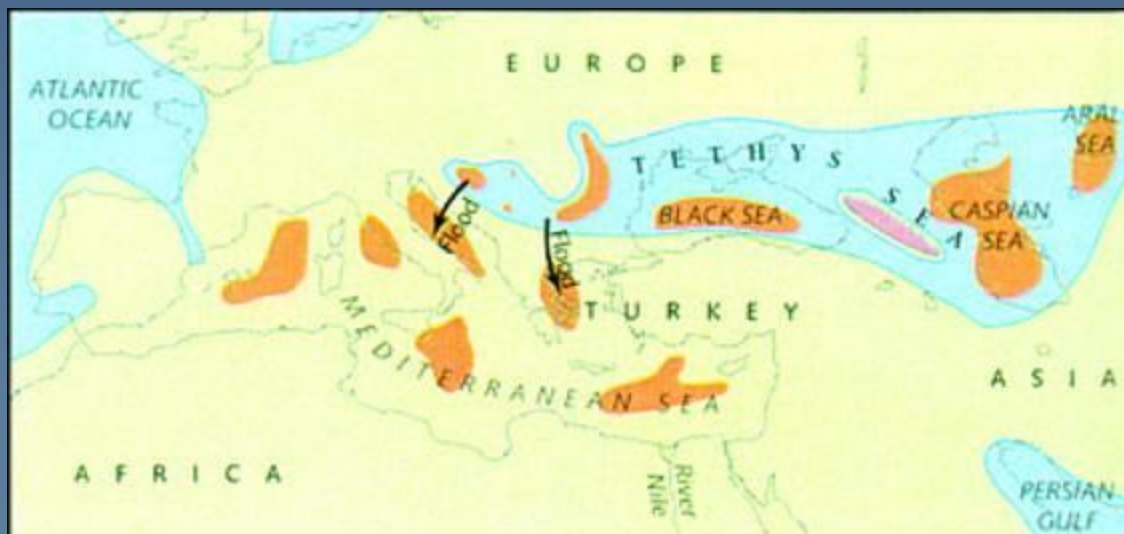 EUROPE
ATLANTIC
OCEAN
ARAL
SEA
TETHYS
SEA
BLACK SEA
CASPIAN
SEA
Flood
Flood
TURKEY
MEDITERRANEAN SEA
ASIA
AFRICA
River
Nile
PERSIAN
GULF